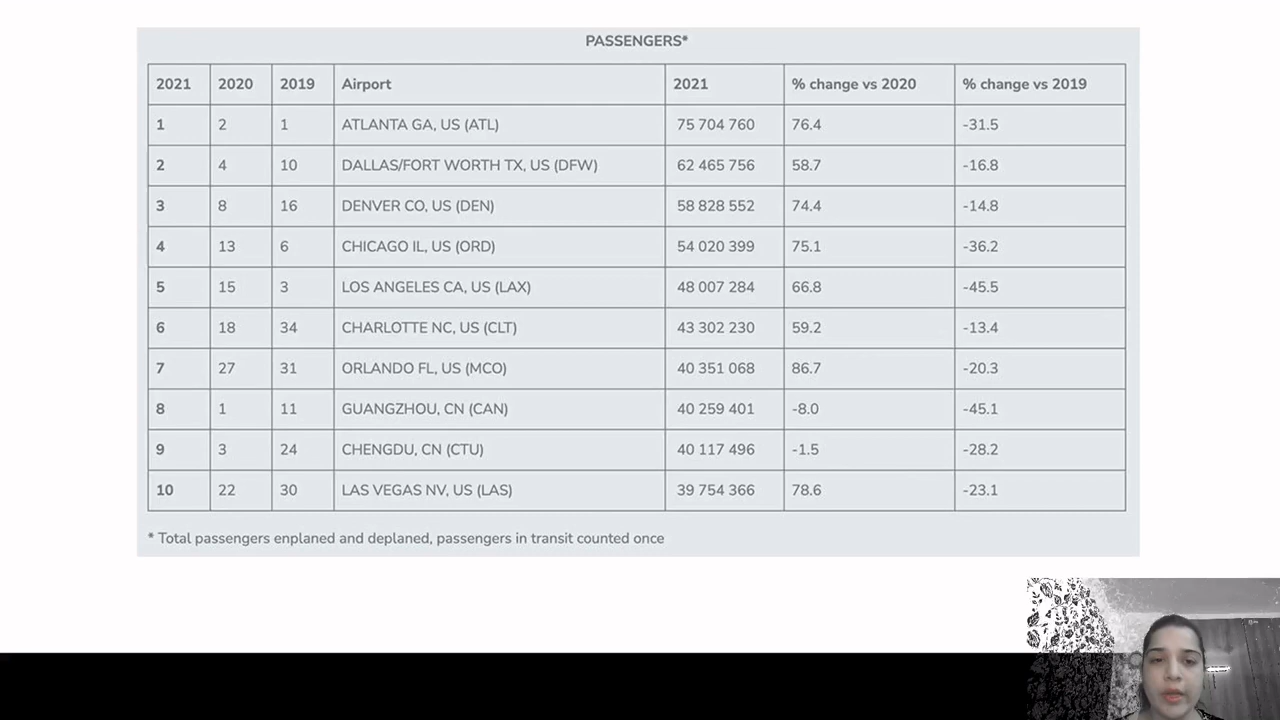 PASSENGERS*
2021 2020 2019 Airport 2021 % change vs 2020 % change vs 2019
1 2 1 ATLANTA GA, US (ATL) 75 704 760 76.4 -31.5
2 4 10 DALLAS/FORT WORTH TX, US (DFW) 62 465 756 58.7 -16.8
3 8 16 DENVER CO, US (DEN) 58 828 552 74.4 -14.8
4 13 6 CHICAGO IL, US (ORD) 54 020 399 75.1 -36.2
5 15 3 LOS ANGELES CA, US (LAX) 48 007 284 66.8 -45.5
6 18 34 CHARLOTTE NC, US (CLT) 43 302 230 59.2 -13.4
7 27 31 ORLANDO FL, US (MCO) 40 351 068 86.7 -20.3
8 1 11 GUANGZHOU, CN (CAN) 40 259 401 -8.0 -45.1
9 3 24 CHENGDU, CN (CTU) 40 117 496 -1.5 -28.2
10 22 30 LAS VEGAS NV, US (LAS) 39 754 366 78.6 -23.1
* Total passengers enplaned and deplaned, passengers in transit counted once